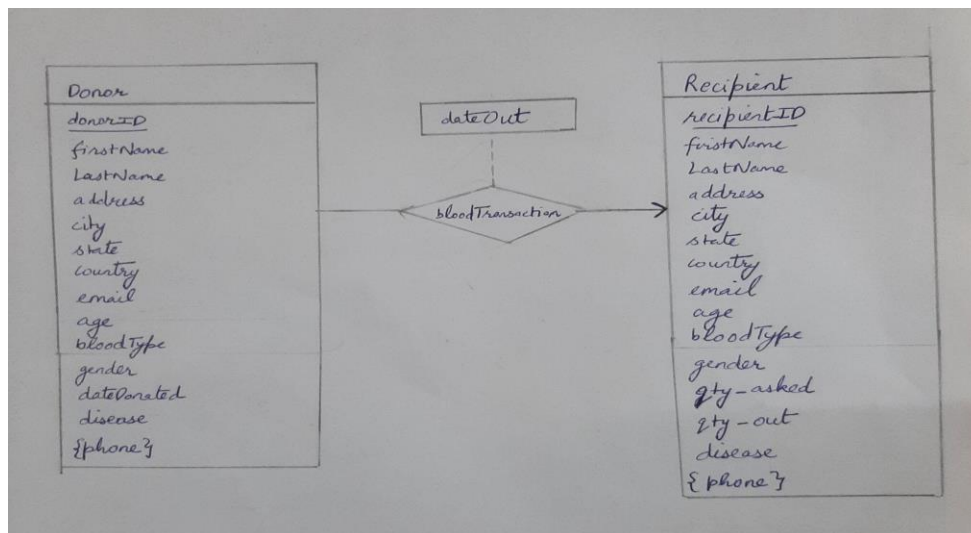 Donor
donorID
firstName
LastName
address
city
state
country
email
age
bloodType
gender
dateDonated
disease
{phone}
dateOut
bloodTransaction
Recipient
recipientID
firstName
LastName
address
city
state
country
email
age
bloodType
gender
qty-asked
qty-out
disease
{phone}